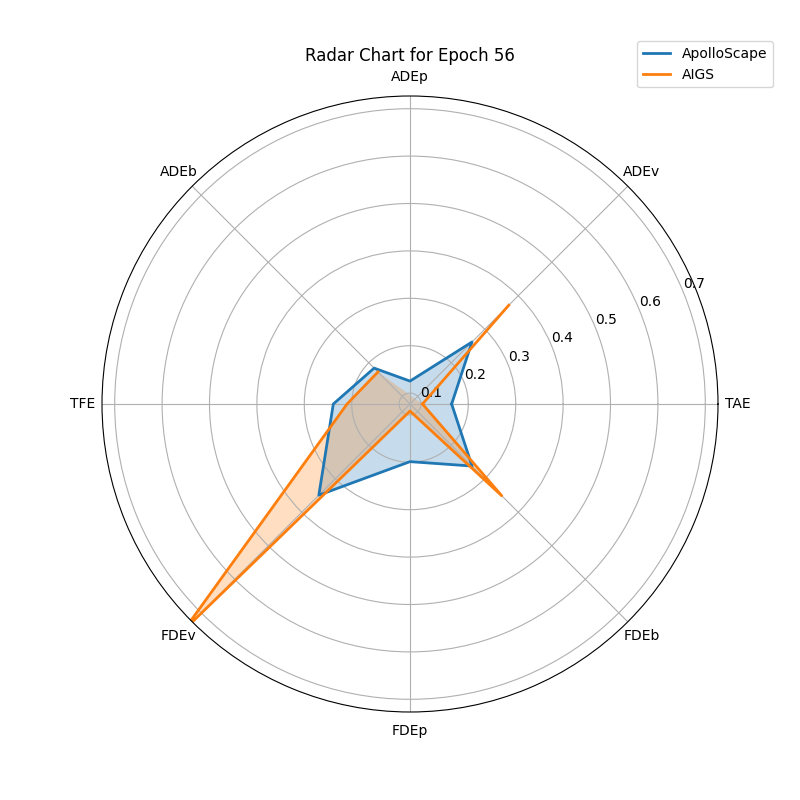 Radar Chart for Epoch 56
ApolloScape
AIGS
ADEp
ADEb
ADEv
0.7
0.6
0.5
0.4
0.3
0.2
0.1
TFE
TAE
FDEv
FDEb
FDEp